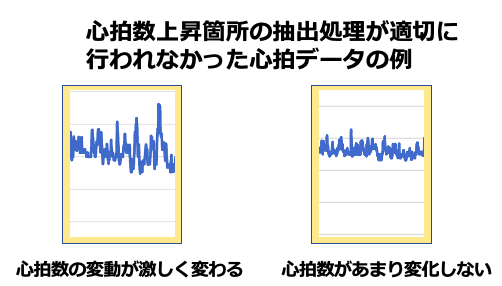 心拍数上昇箇所の抽出処理が適切に
行われなかった心拍データの例
心拍数の変動が激しく変わる
心拍数があまり変化しない